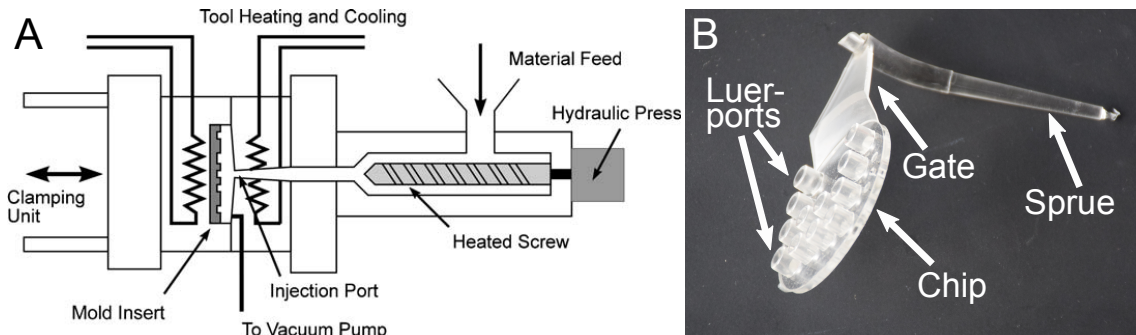 A
Tool Heating and Cooling
Material Feed
Hydraulic Press
Clamping
Unit
Heated Screw
Injection Port
Mold Insert
To Vacuum Pump
B
Luer-
ports
Gate
Sprue
Chip